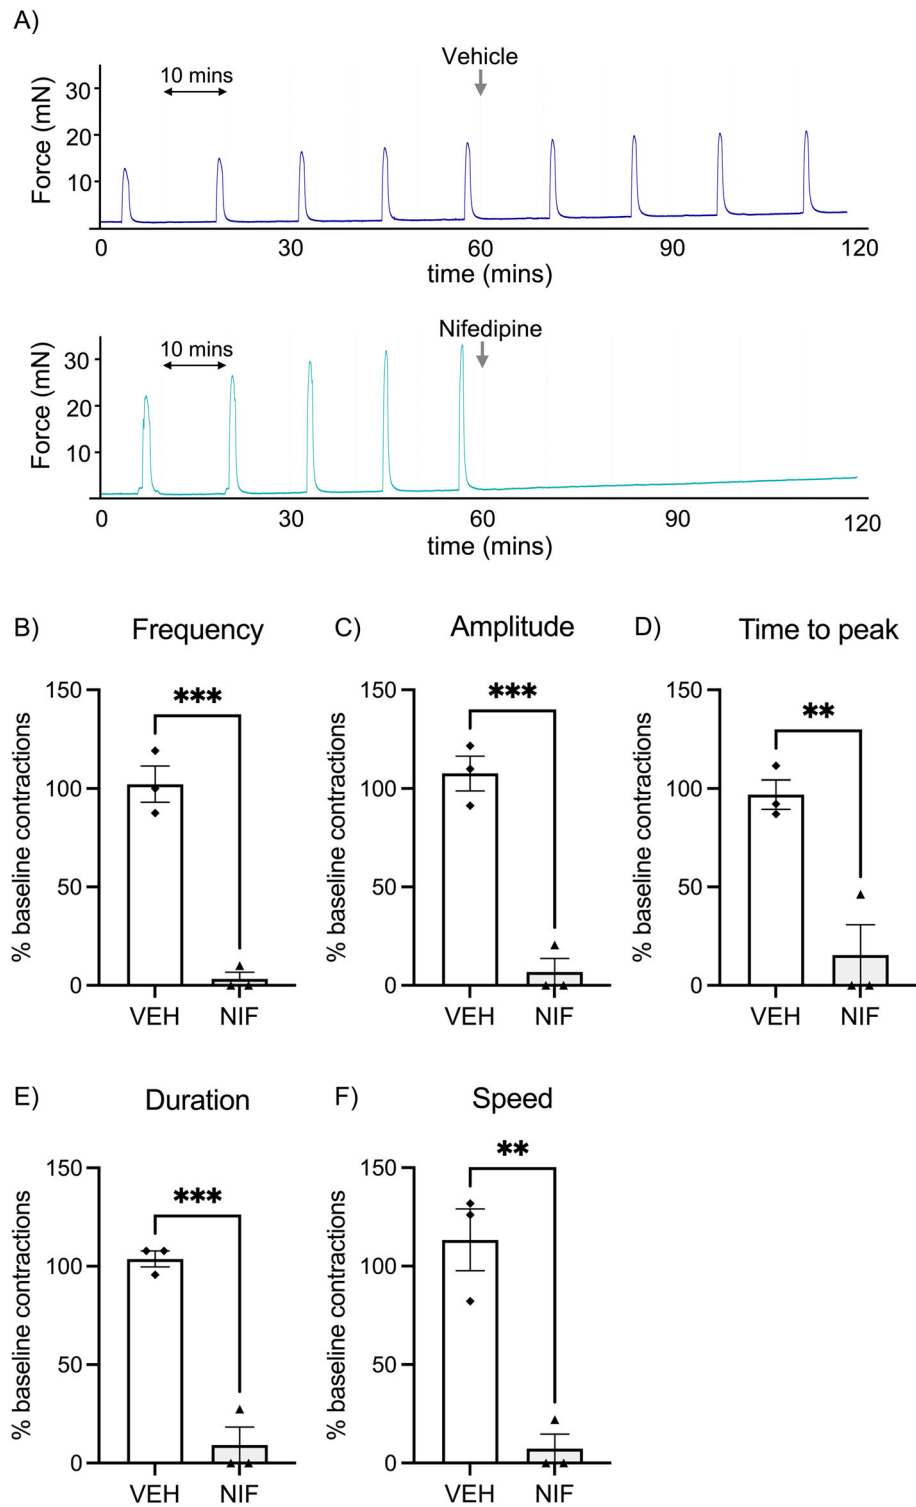 A)
Vehicle
10 mins
Force (mN)
30
20
10
0 30 60 90 120
time (mins)
Nifedipine
10 mins
Force (mN)
30
20
10
0 30 60 90 120
time (mins)
B) Frequency
% baseline contractions
150
100
50
0
***
VEH NIF
C) Amplitude
% baseline contractions
150
100
50
0
***
VEH NIF
D) Time to peak
% baseline contractions
150
100
50
0
**
VEH NIF
E) Duration
% baseline contractions
150
100
50
0
***
VEH NIF
F) Speed
% baseline contractions
150
100
50
0
**
VEH NIF